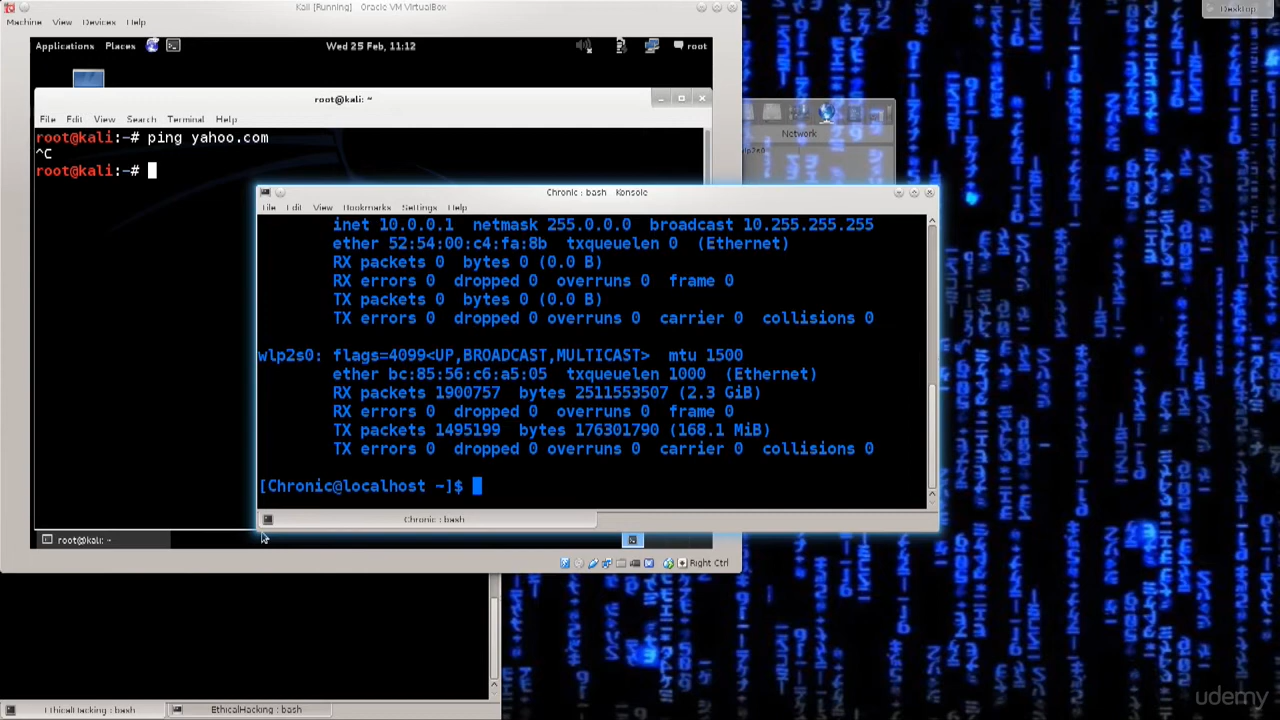 Kali [Running] Oracle VM VirtualBox
Desktop
Machine View Devices Help
Applications Places Wed 25 Feb, 11:12 root
root@kali: ~
File Edit View Search Terminal Help
root@kali:~# ping yahoo.com
^C
root@kali:~#
Network
Chronic : bash Konsole
File Edit View Bookmarks Settings Help
inet 10.0.0.1 netmask 255.0.0.0 broadcast 10.255.255.255
ether 52:54:00:c4:fa:8b txqueuelen 0 (Ethernet)
RX packets 0 bytes 0 (0.0 B)
RX errors 0 dropped 0 overruns 0 frame 0
TX packets 0 bytes 0 (0.0 B)
TX errors 0 dropped 0 overruns 0 carrier 0 collisions 0
wlp2s0: flags=4099<UP,BROADCAST,MULTICAST> mtu 1500
ether bc:85:56:c6:a5:05 txqueuelen 1000 (Ethernet)
RX packets 1900757 bytes 2511553507 (2.3 GiB)
RX errors 0 dropped 0 overruns 0 frame 0
TX packets 1495199 bytes 176301790 (168.1 MiB)
TX errors 0 dropped 0 overruns 0 carrier 0 collisions 0
[Chronic@localhost ~]$
Chronic : bash
root@kali: ~
Right Ctrl
EthicalHacking : bash
EthicalHacking : bash
udemy